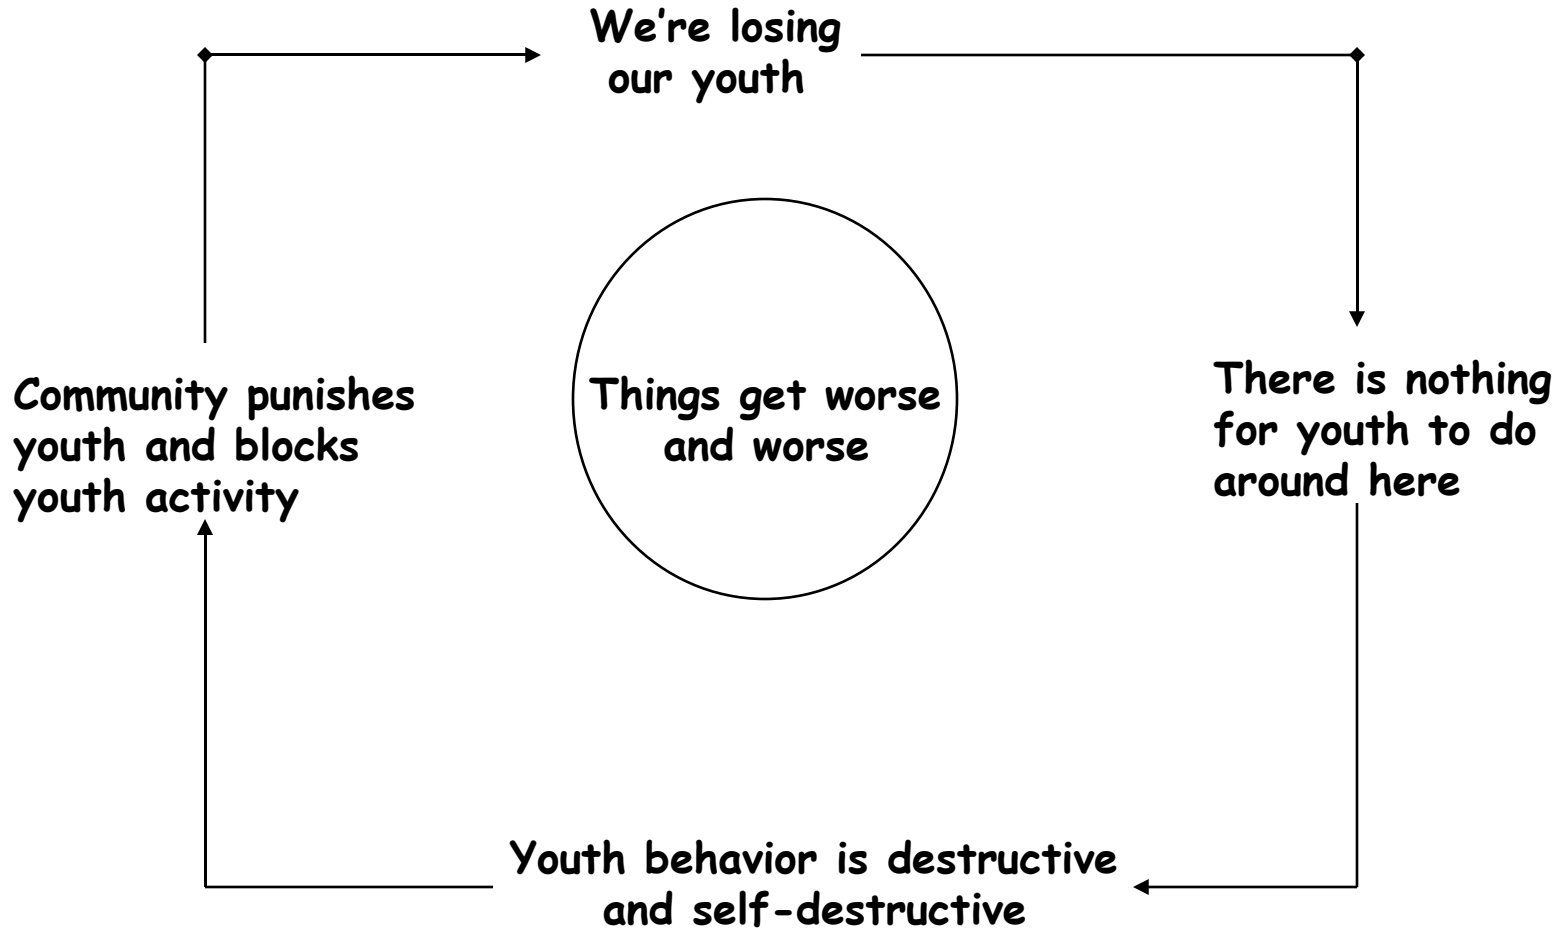 We're losing
our youth
There is nothing
for youth to do
around here
Youth behavior is destructive
and self-destructive
Community punishes
youth and blocks
youth activity
Things get worse
and worse